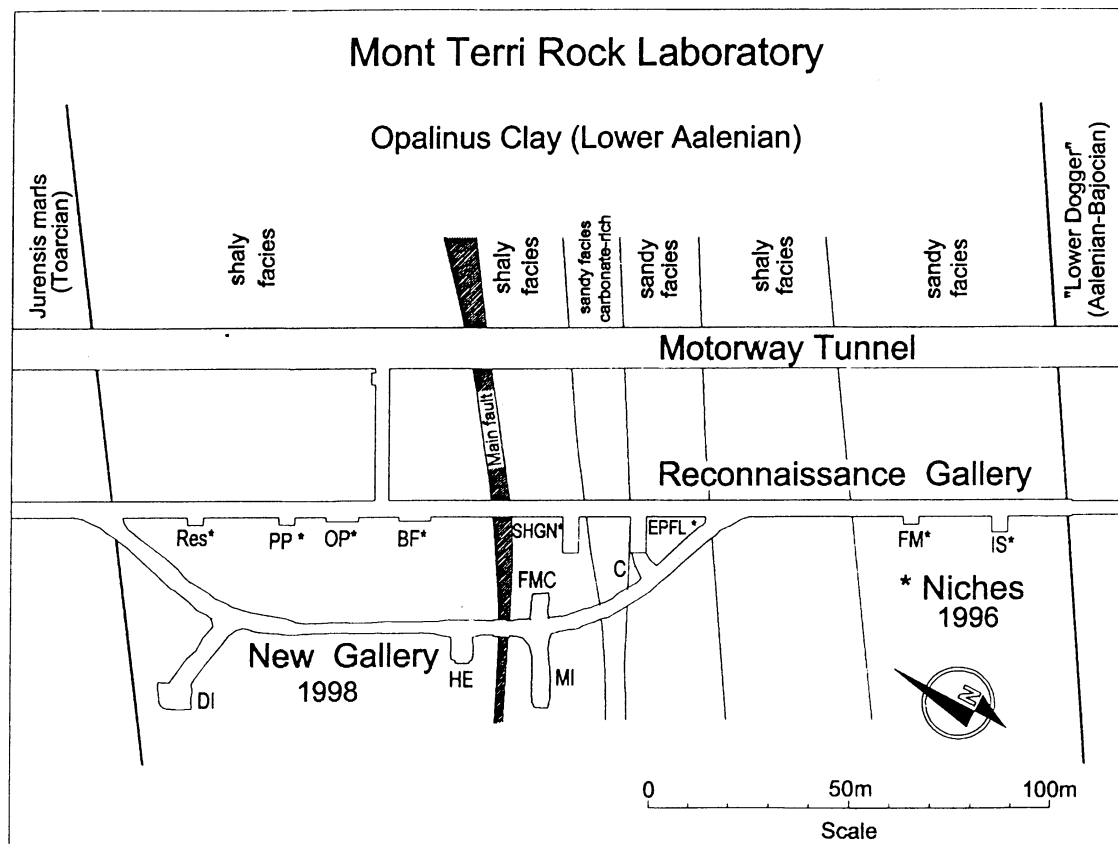 Mont Terri Rock Laboratory
Opalinus Clay (Lower Aalenian)
Jurensis marls
(Toarcian)
shaly
facies
shaly
facies
sandy facies
carbonate-rich
sandy
facies
shaly
facies
sandy
facies
"Lower Dogger"
(Aalenian-Bajocian)
Motorway Tunnel
Main fault
Reconnaissance Gallery
Res*
PP *
OP*
BF*
SHGN*
EPFL *
FM*
IS*
C
FMC
* Niches
1996
New Gallery
1998
HE
MI
DI
N
0 50m 100m
Scale